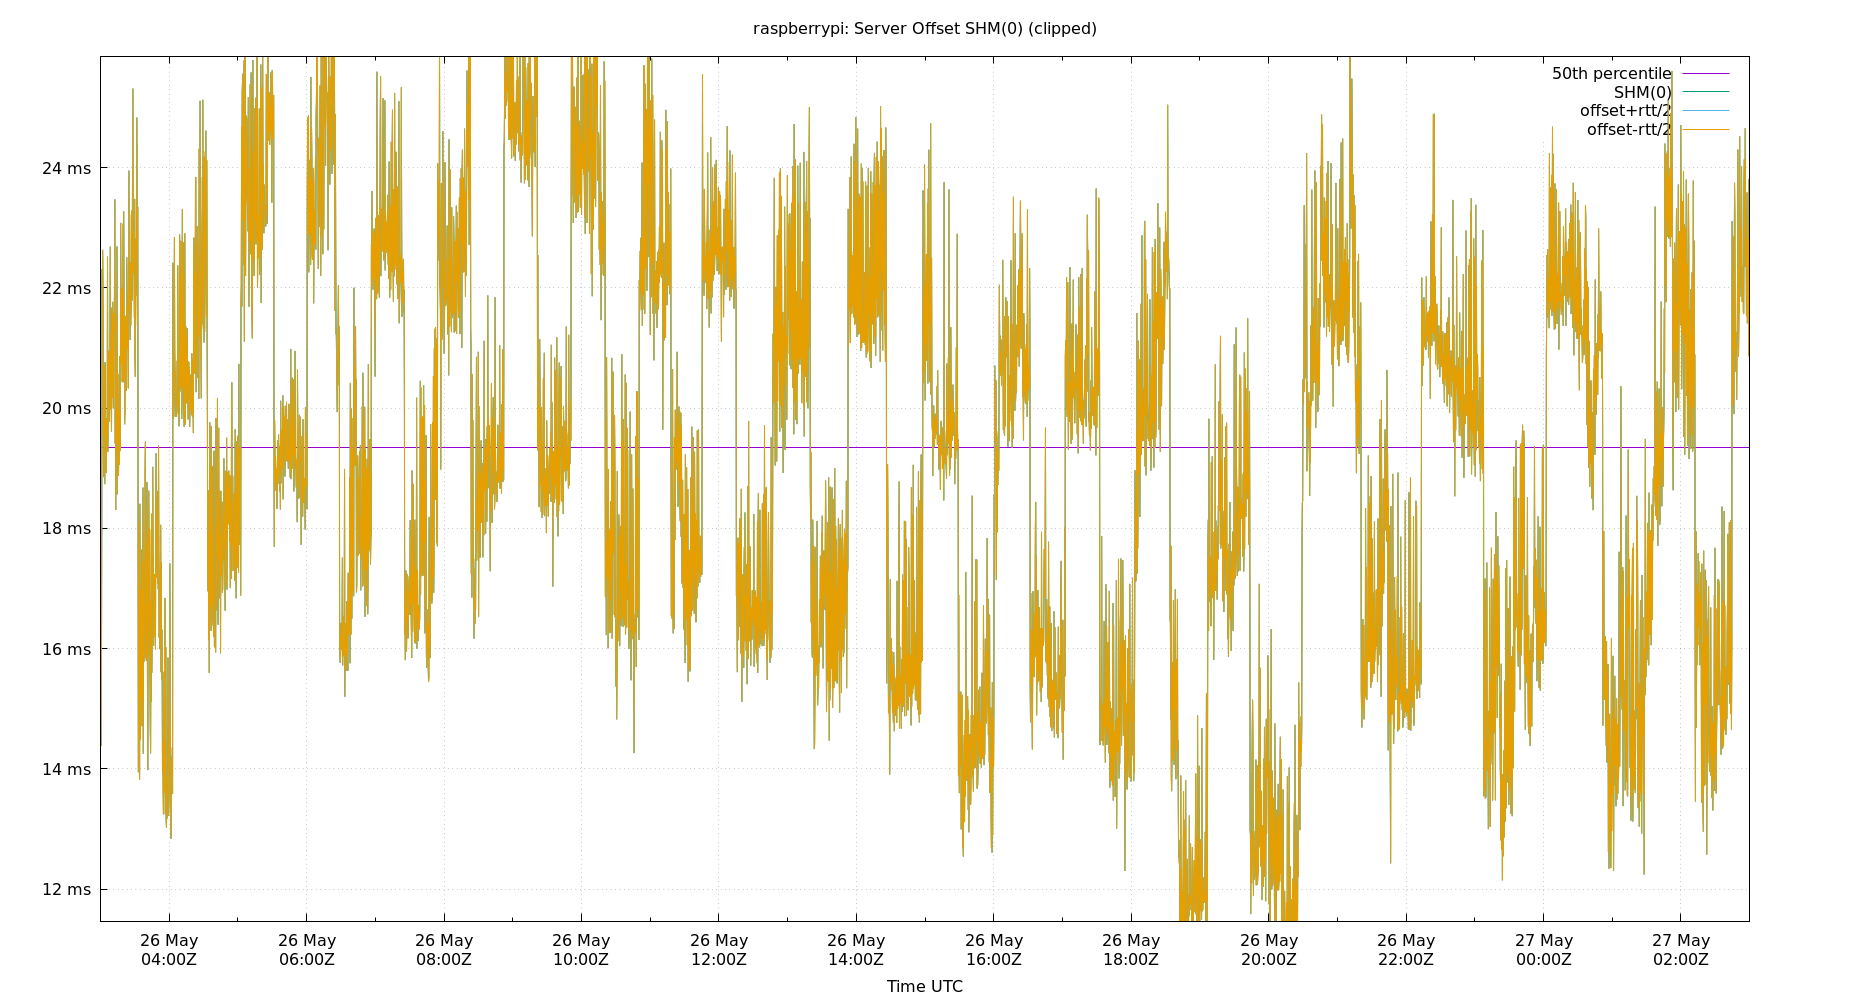 raspberrypi: Server Offset SHM(0) (clipped)
50th percentile
SHM(0)
offset+rtt/2
offset-rtt/2
24 ms
22 ms
20 ms
18 ms
16 ms
14 ms
12 ms
26 May 26 May 26 May 26 May 26 May 26 May 26 May 26 May 26 May 26 May 27 May 27 May
04:00Z 06:00Z 08:00Z 10:00Z 12:00Z 14:00Z 16:00Z 18:00Z 20:00Z 22:00Z 00:00Z 02:00Z
Time UTC